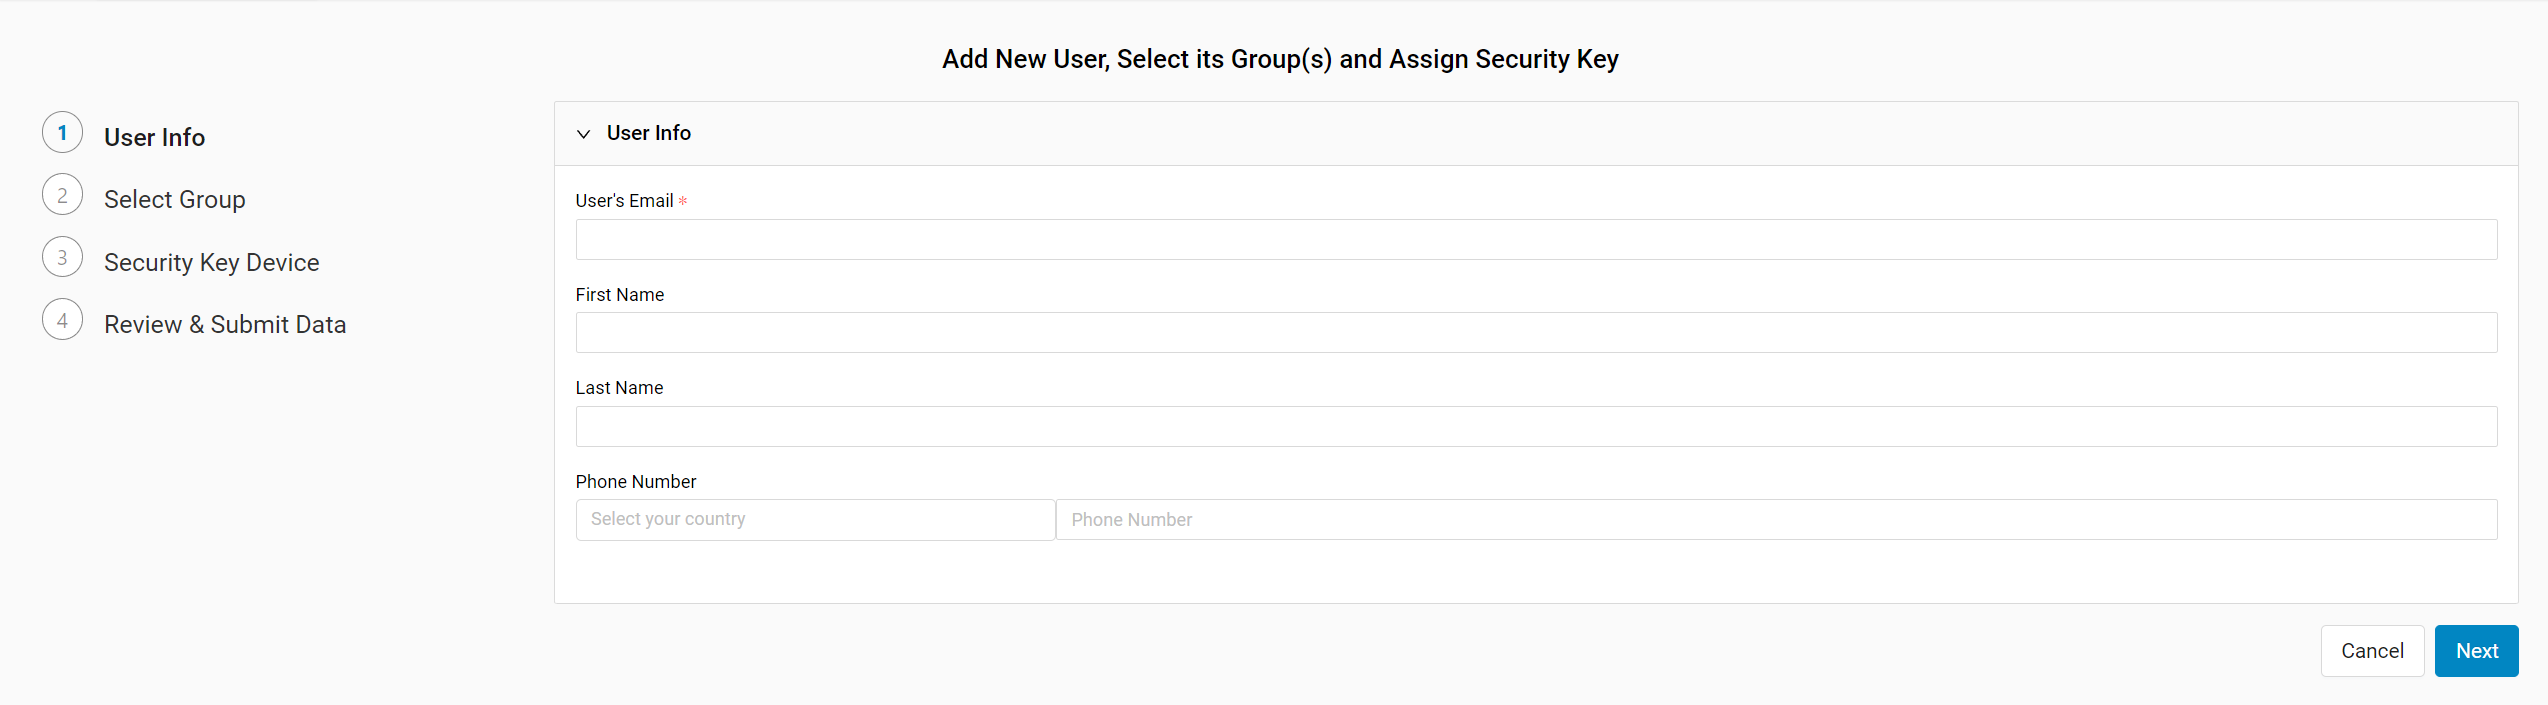 Add New User, Select its Group(s) and Assign Security Key
1 User Info
2 Select Group
3 Security Key Device
4 Review & Submit Data
User Info
User's Email *
First Name
Last Name
Phone Number
Select your country Phone Number
Cancel Next